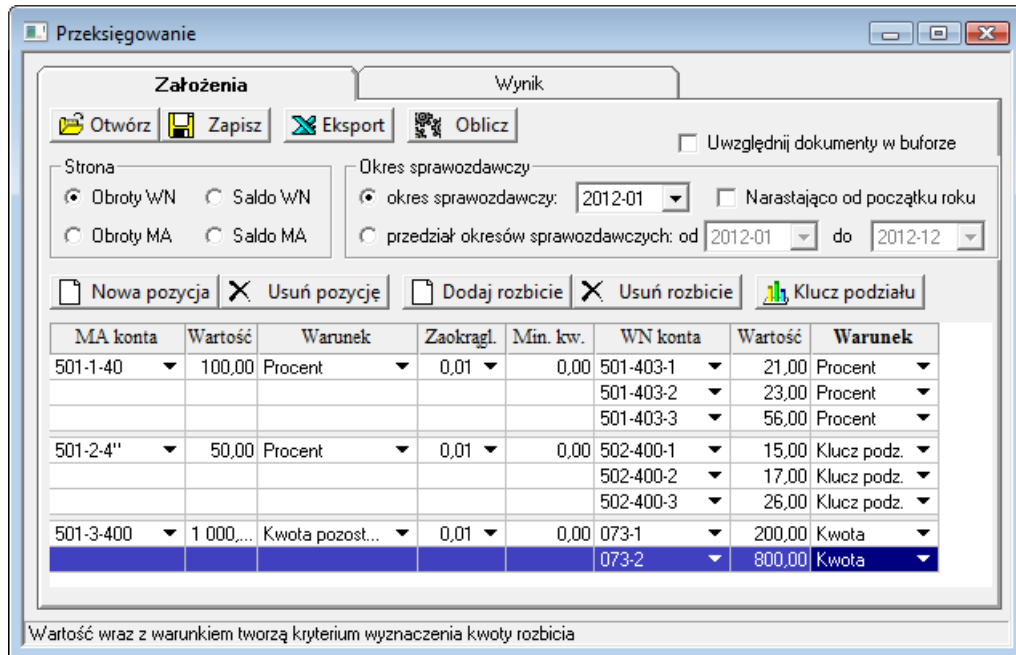 Przeksięgowanie
Założenia Wynik
Otwórz Zapisz Eksport Oblicz
Uwzględnij dokumenty w buforze
Strona Okres sprawozdawczy
Obroty WN Saldo WN okres sprawozdawczy: 2012-01 Narastająco od początku roku
Obroty MA Saldo MA przedział okresów sprawozdawczych: od 2012-01 do 2012-12
Nowa pozycja Usuń pozycję Dodaj rozbicie Usuń rozbicie Klucz podziału
MA konta Wartość Warunek Zaokrągl. Min. kw. WN konta Wartość Warunek
501-1-40 100,00 Procent 0,01 0,00 501-403-1 21,00 Procent
501-403-2 23,00 Procent
501-403-3 56,00 Procent
501-2-4'' 50,00 Procent 0,01 0,00 502-400-1 15,00 Klucz podz.
502-400-2 17,00 Klucz podz.
502-400-3 26,00 Klucz podz.
501-3-400 1 000,... Kwota pozost... 0,01 0,00 073-1 200,00 Kwota
073-2 800,00 Kwota
Wartość wraz z warunkiem tworzą kryterium wyznaczenia kwoty rozbicia